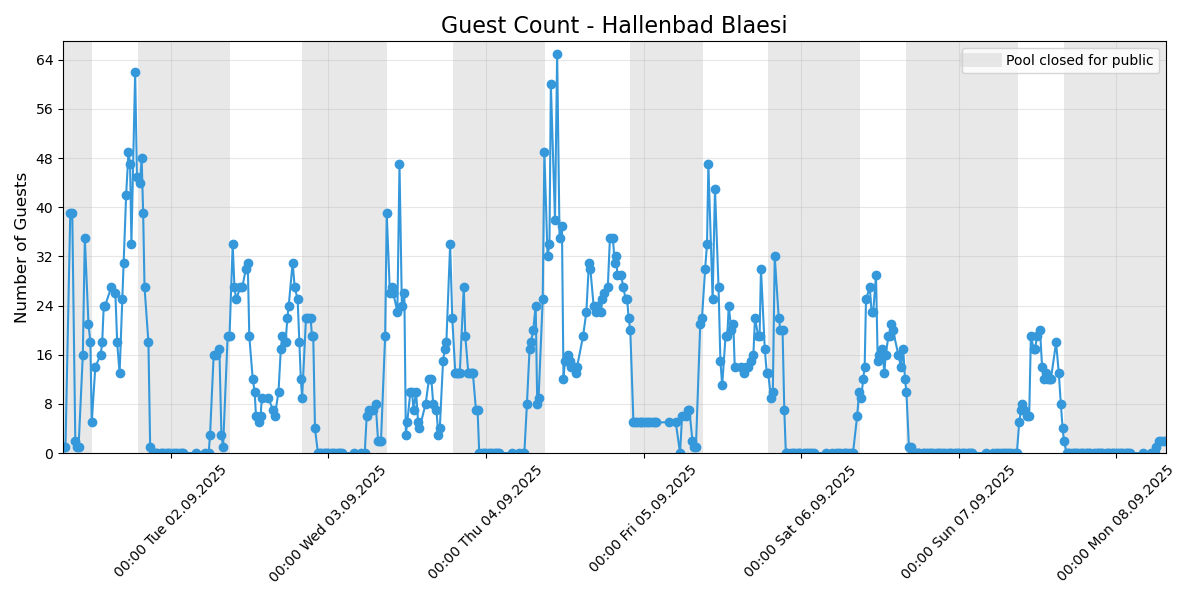 Guest Count - Hallenbad Blaesi
Pool closed for public
Number of Guests
64
56
48
40
32
24
16
8
0
00:00 Tue 02.09.2025
00:00 Wed 03.09.2025
00:00 Thu 04.09.2025
00:00 Fri 05.09.2025
00:00 Sat 06.09.2025
00:00 Sun 07.09.2025
00:00 Mon 08.09.2025